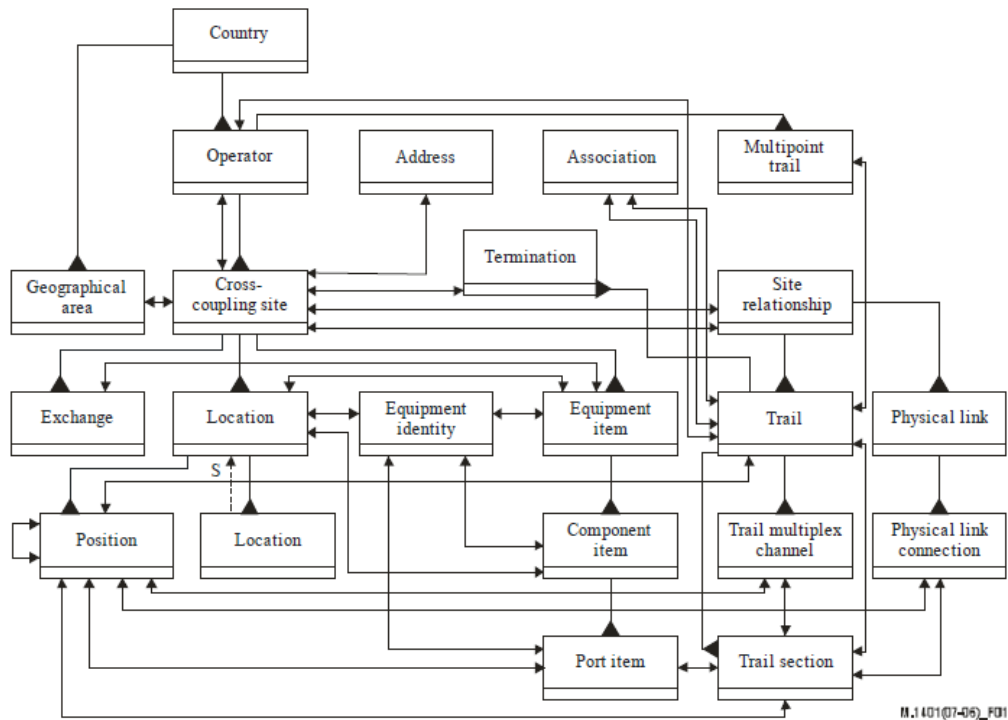 Country
Operator
Address
Association
Multipoint
trail
Termination
Geographical
area
Cross-
coupling site
Site
relationship
Exchange
Location
Equipment
identity
Equipment
item
Trail
Physical link
S
Position
Location
Component
item
Trail multiplex
channel
Physical link
connection
Port item
Trail section
M.1401(07-06)_F01